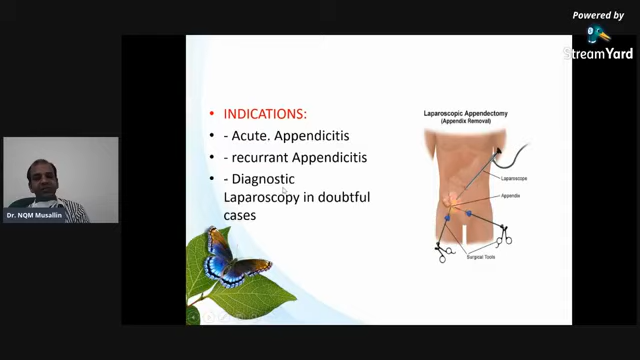 Powered by
StreamYard
• INDICATIONS:
• - Acute. Appendicitis
• - recurrant Appendicitis
• - Diagnostic
Laparoscopy in doubtful
cases
Laparoscopic Appendectomy
(Appendix Removal)
Laparoscope
Appendix
Surgical Tools
Dr. NQM Musallin